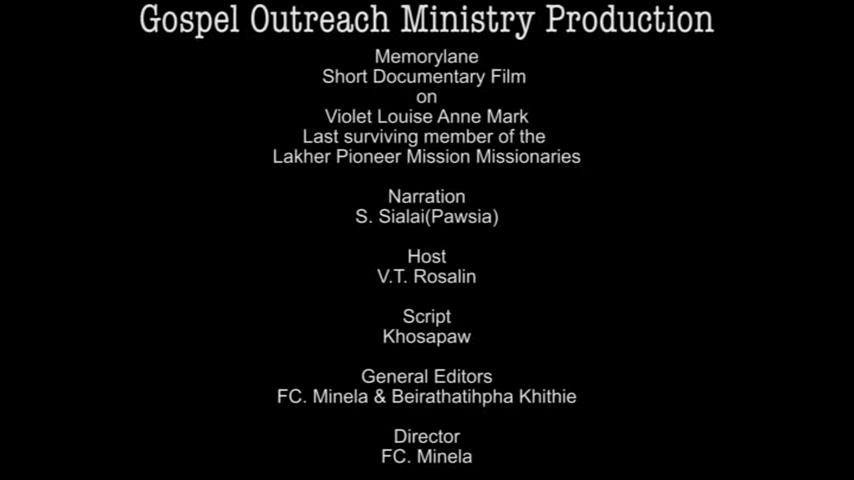 Gospel Outreach Ministry Production
Memorylane
Short Documentary Film
on
Violet Louise Anne Mark
Last surviving member of the
Lakher Pioneer Mission Missionaries
Narration
S. Sialai(Pawsia)
Host
V.T. Rosalin
Script
Khosapaw
General Editors
FC. Minela & Beirathatihpha Khithie
Director
FC. Minela